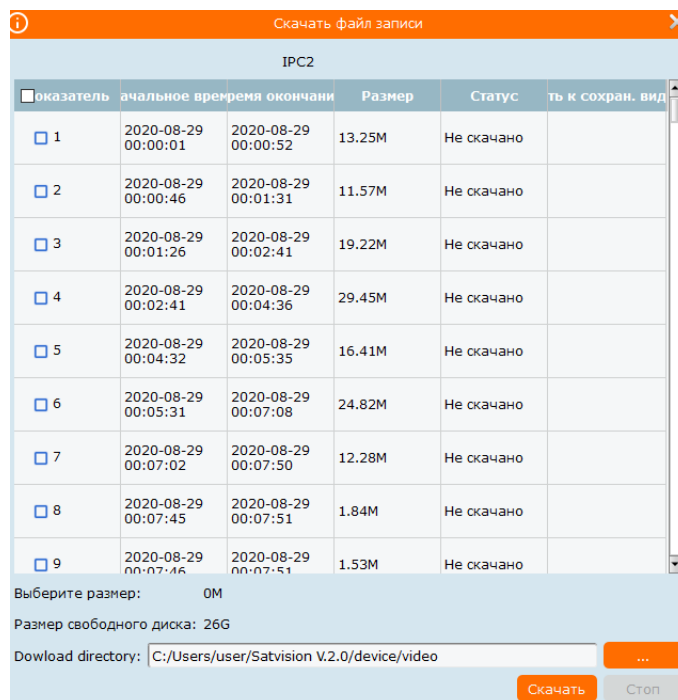 Скачать файл записи
IPC2
оказатель ачальное врем ремя окончани Размер Статус ть к сохран. вид
1 2020-08-29 00:00:01 2020-08-29 00:00:52 13.25M Не скачано
2 2020-08-29 00:00:46 2020-08-29 00:01:31 11.57M Не скачано
3 2020-08-29 00:01:26 2020-08-29 00:02:41 19.22M Не скачано
4 2020-08-29 00:02:41 2020-08-29 00:04:36 29.45M Не скачано
5 2020-08-29 00:04:32 2020-08-29 00:05:35 16.41M Не скачано
6 2020-08-29 00:05:31 2020-08-29 00:07:08 24.82M Не скачано
7 2020-08-29 00:07:02 2020-08-29 00:07:50 12.28M Не скачано
8 2020-08-29 00:07:45 2020-08-29 00:07:51 1.84M Не скачано
9 2020-08-29 00:07:46 2020-08-29 00:07:51 1.53M Не скачано
Выберите размер: 0M
Размер свободного диска: 26G
Dowload directory: C:/Users/user/Satvision V.2.0/device/video ...
Скачать Стоп